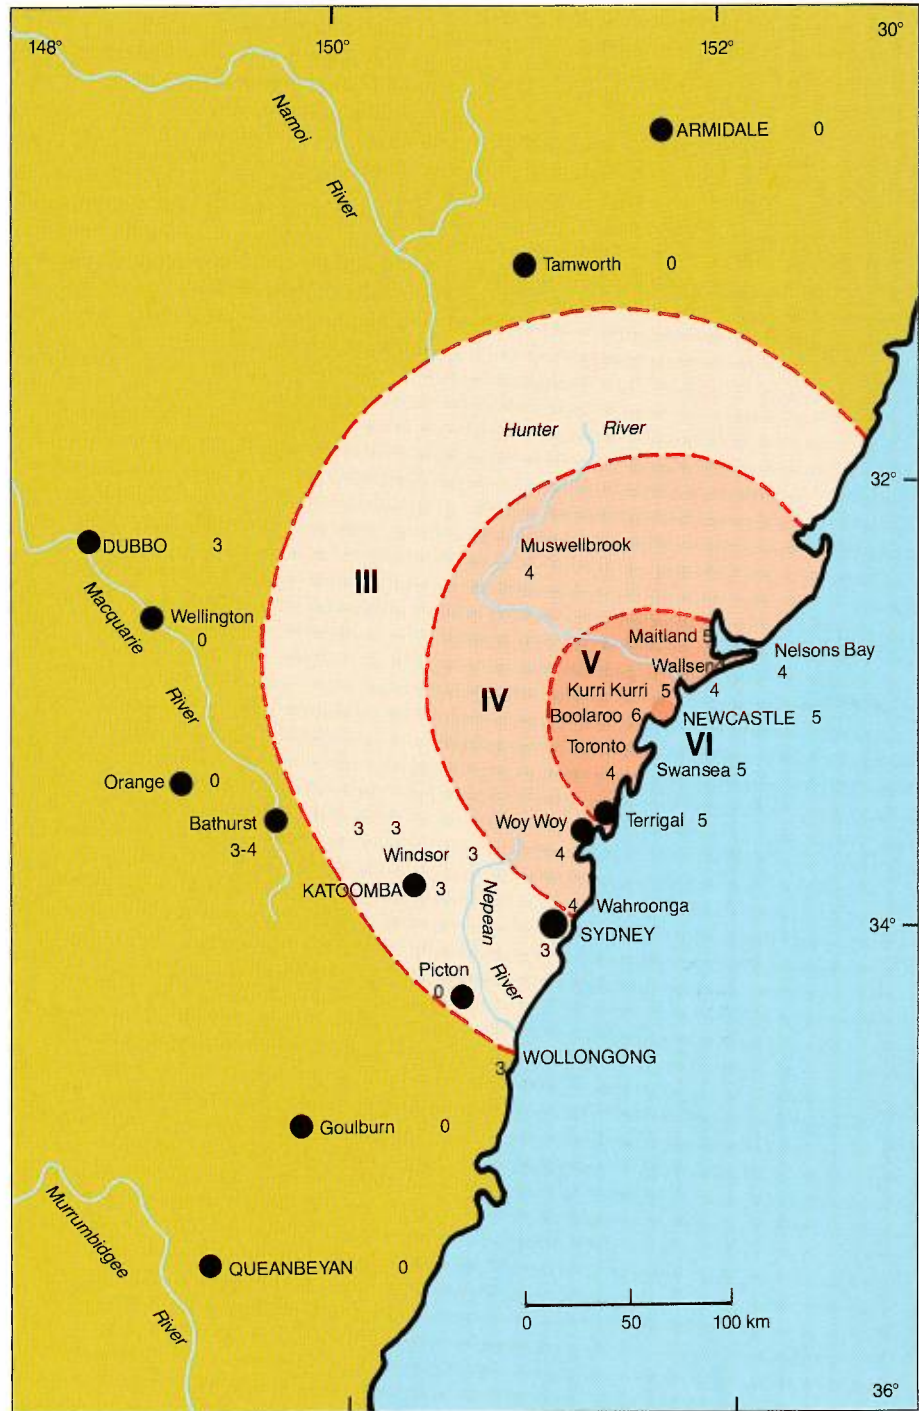 148°
150°
152°
30°
Namoi
River
ARMIDALE 0
Tamworth 0
Hunter River
32°
DUBBO 3
Muswellbrook
4
III
Macquarie
River
Wellington
0
Maitland 5
Nelsons Bay
4
V
Wallsend
4
Kurri Kurri 5
IV
Boolaroo 6
NEWCASTLE 5
VI
Toronto
4
Swansea 5
Orange 0
Bathurst
3-4
Woy Woy
4
Terrigal 5
3 3
Windsor 3
KATOOMBA 3
Nepean
River
4 Wahroonga
SYDNEY
3
34°
Picton
0
WOLLONGONG
3
Goulburn 0
Murrumbidgee
River
QUEANBEYAN 0
0 50 100 km
36°